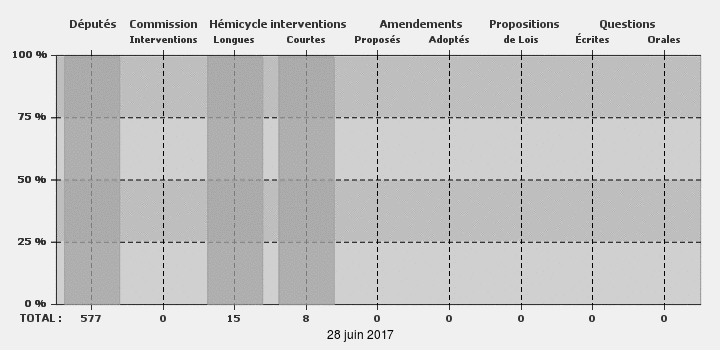 Députés Commission Hémicycle interventions Amendements Propositions Questions
Interventions Longues Courtes Proposés Adoptés de Lois Écrites Orales
100 %
75 %
50 %
25 %
0 %
TOTAL : 577 0 15 8 0 0 0 0 0
28 juin 2017